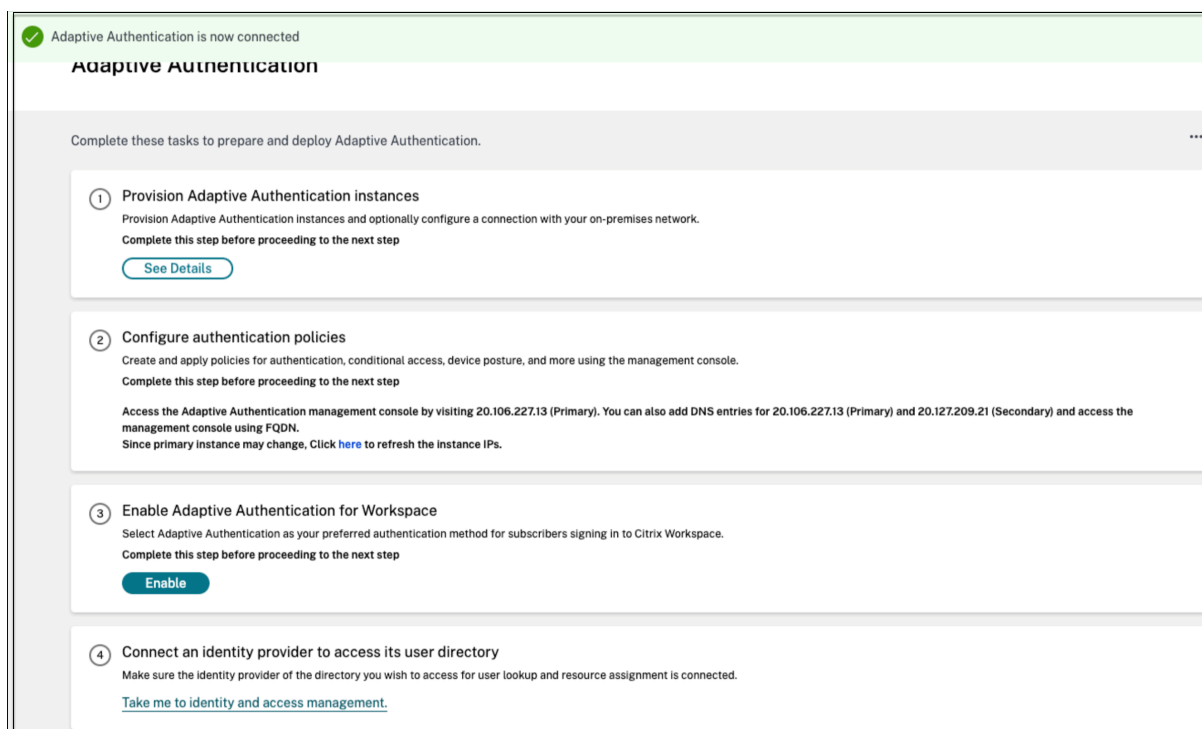 Adaptive Authentication is now connected
Adaptive Authentication
Complete these tasks to prepare and deploy Adaptive Authentication.
...
1 Provision Adaptive Authentication instances
Provision Adaptive Authentication instances and optionally configure a connection with your on-premises network.
Complete this step before proceeding to the next step
See Details
2 Configure authentication policies
Create and apply policies for authentication, conditional access, device posture, and more using the management console.
Complete this step before proceeding to the next step
Access the Adaptive Authentication management console by visiting 20.106.227.13 (Primary). You can also add DNS entries for 20.106.227.13 (Primary) and 20.127.209.21 (Secondary) and access the
management console using FQDN.
Since primary instance may change, Click here to refresh the instance IPs.
3 Enable Adaptive Authentication for Workspace
Select Adaptive Authentication as your preferred authentication method for subscribers signing in to Citrix Workspace.
Complete this step before proceeding to the next step
Enable
4 Connect an identity provider to access its user directory
Make sure the identity provider of the directory you wish to access for user lookup and resource assignment is connected.
Take me to identity and access management.